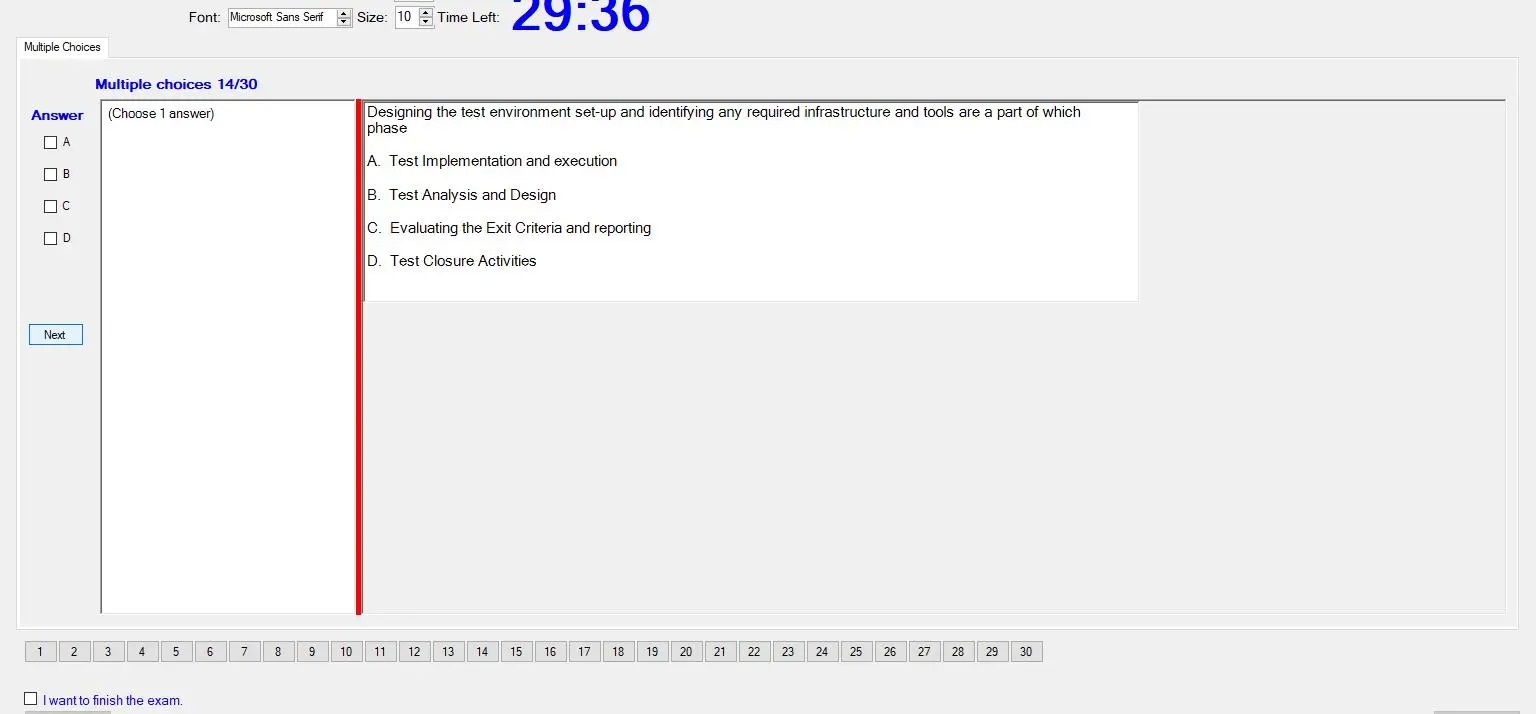 Font: Microsoft Sans Serif Size: 10 Time Left: 29:36
Multiple Choices
Multiple choices 14/30
Answer
A
B
C
D
Next
(Choose 1 answer)
Designing the test environment set-up and identifying any required infrastructure and tools are a part of which
phase
A. Test Implementation and execution
B. Test Analysis and Design
C. Evaluating the Exit Criteria and reporting
D. Test Closure Activities
1 2 3 4 5 6 7 8 9 10 11 12 13 14 15 16 17 18 19 20 21 22 23 24 25 26 27 28 29 30
I want to finish the exam.